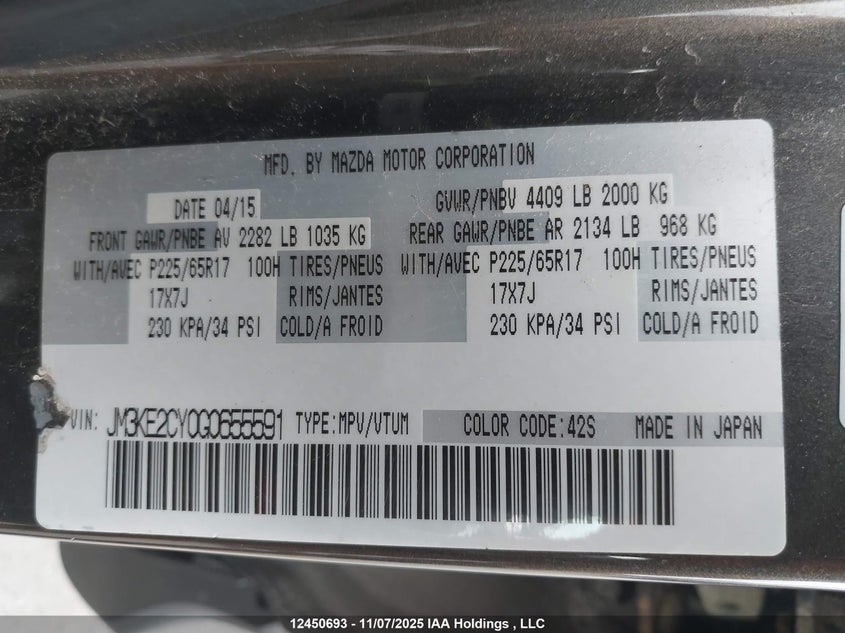 MFD. BY MAZDA MOTOR CORPORATION
DATE 04/15 GVWR/PNBV 4409 LB 2000 KG
FRONT GAWR/PNBE AV 2282 LB 1035 KG REAR GAWR/PNBE AR 2134 LB 968 KG
WITH/AVEC P225/65R17 100H TIRES/PNEUS WITH/AVEC P225/65R17 100H TIRES/PNEUS
17X7J RIMS/JANTES 17X7J RIMS/JANTES
230 KPA/34 PSI COLD/A FROID 230 KPA/34 PSI COLD/A FROID
VIN: JM3KE2CY0G0655591 TYPE:MPV/VTUM COLOR CODE:42S MADE IN JAPAN
12450693 - 11/07/2025 IAA Holdings , LLC